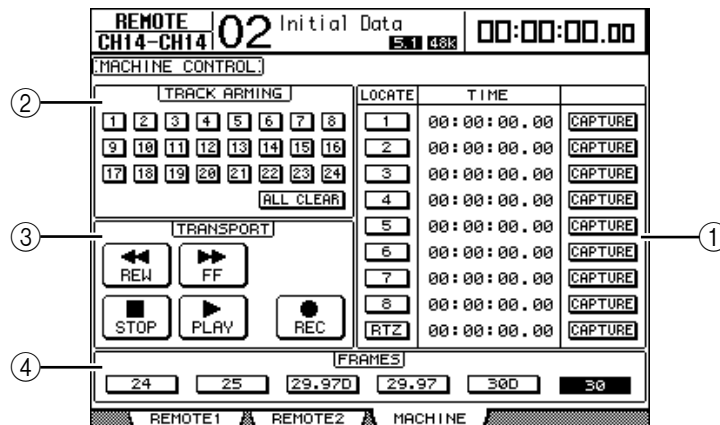 REMOTE
CH14-CH14 02 Initial Data 5.1 48k 00:00:00.00
MACHINE CONTROL
TRACK ARMING
1 2 3 4 5 6 7 8
9 10 11 12 13 14 15 16
17 18 19 20 21 22 23 24
ALL CLEAR
TRANSPORT
REW FF
STOP PLAY REC
LOCATE TIME
1 00:00:00.00 CAPTURE
2 00:00:00.00 CAPTURE
3 00:00:00.00 CAPTURE
4 00:00:00.00 CAPTURE
5 00:00:00.00 CAPTURE
6 00:00:00.00 CAPTURE
7 00:00:00.00 CAPTURE
8 00:00:00.00 CAPTURE
RTZ 00:00:00.00 CAPTURE
FRAMES
24 25 29.97D 29.97 30D 30
REMOTE1 REMOTE2 MACHINE
②
③
④
①